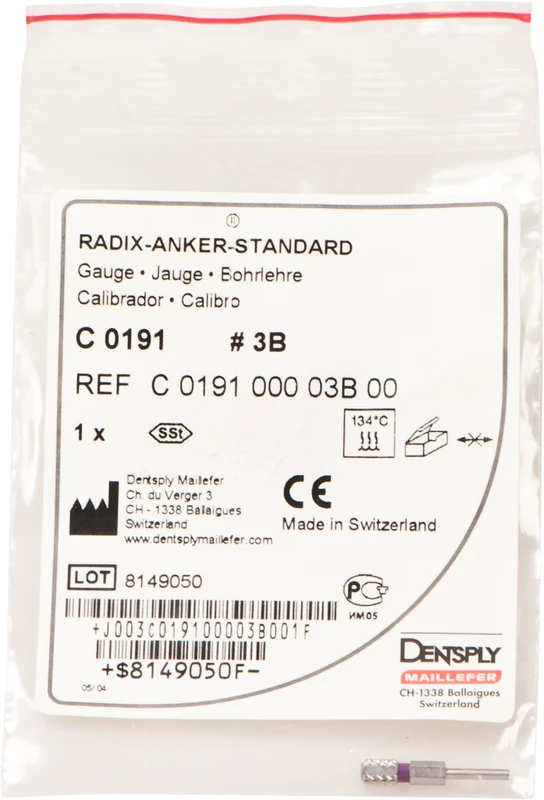 RADIX-ANKER-STANDARD
Gauge • Jauge • Bohrlehre
Calibrador • Calibro
C 0191 # 3B
REF C 0191 000 03B 00
1 x SSt 134°C
Dentsply Maillefer
Ch. du Verger 3
CH - 1338 Ballaigues
Switzerland
www.dentsplymaillefer.com
CE
Made in Switzerland
LOT 8149050
ИМ05
+J003C019100003B001F
+$8149050F-
05/ 04
DENTSPLY
MAILLEFER
CH-1338 Ballaigues
Switzerland